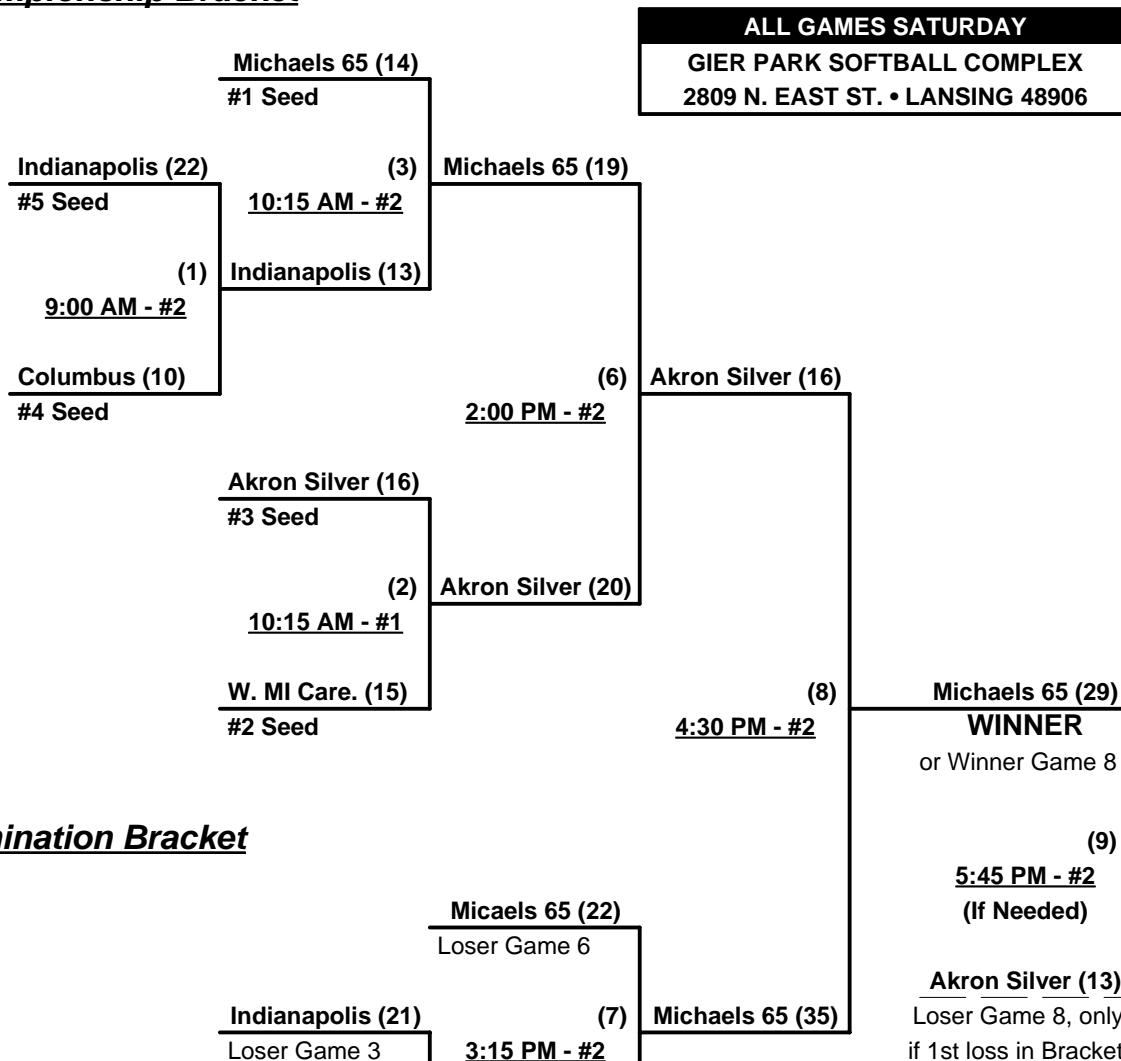 ALL GAMES SATURDAY
GIER PARK SOFTBALL COMPLEX
2809 N. EAST ST. • LANSING 48906
Michaels 65 (14)
#1 Seed
Indianapolis (22)
#5 Seed
(3)
10:15 AM - #2
Michaels 65 (19)
(1)
9:00 AM - #2
Indianapolis (13)
Columbus (10)
#4 Seed
(6)
2:00 PM - #2
Akron Silver (16)
Akron Silver (16)
#3 Seed
(2)
10:15 AM - #1
Akron Silver (20)
W. MI Care. (15)
#2 Seed
(8)
4:30 PM - #2
Michaels 65 (29)
WINNER
or Winner Game 8
Bracket
(9)
5:45 PM - #2
(If Needed)
Micaels 65 (22)
Loser Game 6
Akron Silver (13)
Loser Game 8, only
if 1st loss in Bracket
Indianapolis (21)
Loser Game 3
(7)
3:15 PM - #2
Michaels 65 (35)